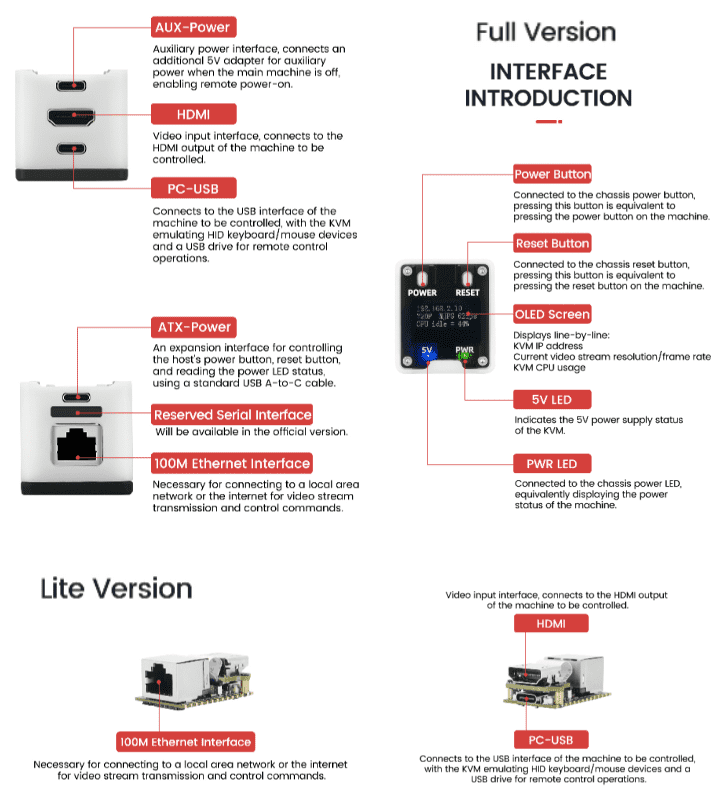 AUX-Power
Auxiliary power interface, connects an
additional 5V adapter for auxiliary
power when the main machine is off,
enabling remote power-on.
HDMI
Video input interface, connects to the
HDMI output of the machine to be
controlled.
PC-USB
Connects to the USB interface of the
machine to be controlled, with the KVM
emulating HID keyboard/mouse devices
and a USB drive for remote control
operations.
ATX-Power
An expansion interface for controlling
the host's power button, reset button,
and reading the power LED status,
using a standard USB A-to-C cable.
Reserved Serial Interface
Will be available in the official version.
100M Ethernet Interface
Necessary for connecting to a local area
network or the internet for video stream
transmission and control commands.
Full Version
INTERFACE
INTRODUCTION
Power Button
Connected to the chassis power button,
pressing this button is equivalent to
pressing the power button on the machine.
Reset Button
Connected to the chassis reset button,
pressing this button is equivalent to
pressing the reset button on the machine.
POWER RESET
CPU idle =
5V PWR
OLED Screen
Displays line-by-line:
KVM IP address
Current video stream resolution/frame rate
KVM CPU usage
5V LED
Indicates the 5V power supply status
of the KVM.
PWR LED
Connected to the chassis power LED,
equivalently displaying the power
status of the machine.
Lite Version
100M Ethernet Interface
Necessary for connecting to a local area network or the internet
for video stream transmission and control commands.
Video input interface, connects to the HDMI output
of the machine to be controlled.
HDMI
PC-USB
Connects to the USB interface of the machine to be controlled,
with the KVM emulating HID keyboard/mouse devices and a
USB drive for remote control operations.